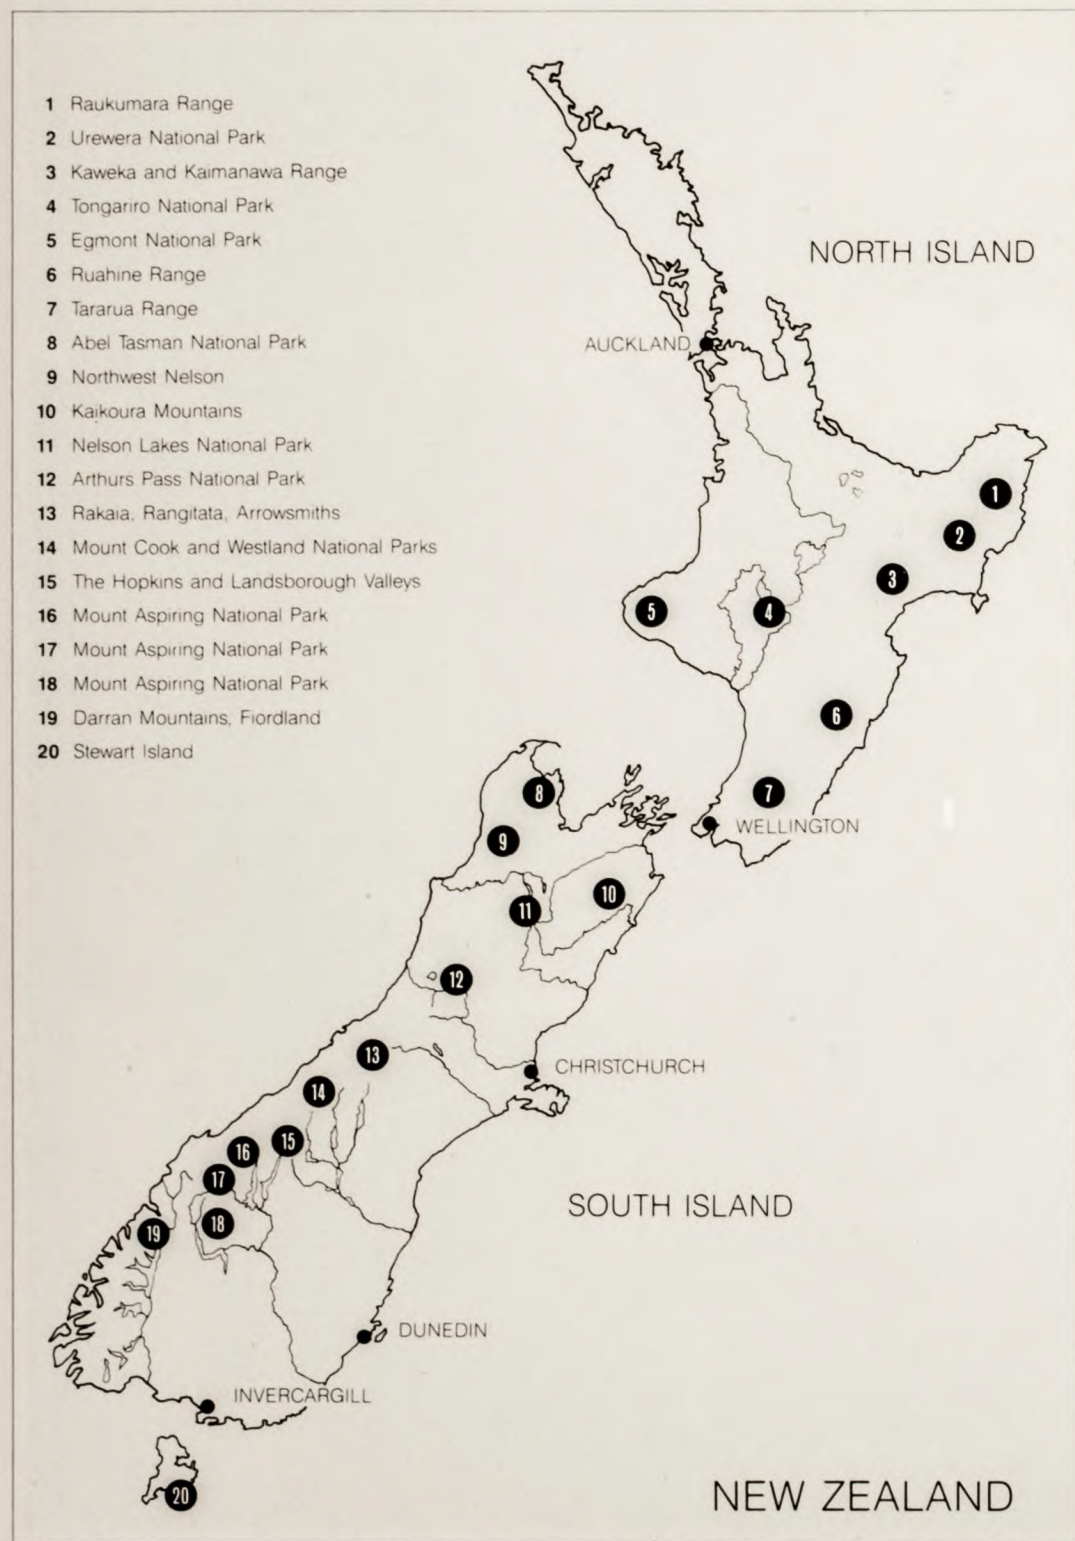 1 Raukumara Range
2 Urewera National Park
3 Kaweka and Kaimanawa Range
4 Tongariro National Park
5 Egmont National Park
6 Ruahine Range
7 Tararua Range
8 Abel Tasman National Park
9 Northwest Nelson
10 Kaikoura Mountains
11 Nelson Lakes National Park
12 Arthurs Pass National Park
13 Rakaia, Rangitata, Arrowsmiths
14 Mount Cook and Westland National Parks
15 The Hopkins and Landsborough Valleys
16 Mount Aspiring National Park
17 Mount Aspiring National Park
18 Mount Aspiring National Park
19 Darran Mountains, Fiordland
20 Stewart Island
NORTH ISLAND
AUCKLAND
1
2
3
4
5
6
7
WELLINGTON
8
9
10
11
12
13
CHRISTCHURCH
14
15
16
17
18
19
SOUTH ISLAND
DUNEDIN
INVERCARGILL
20
NEW ZEALAND